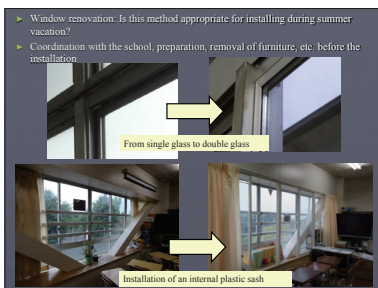 Window renovation: Is this method appropriate for installing during summer
vacation?
Coordination with the school, preparation, removal of furniture, etc. before the
installation
From single glass to double glass
Installation of an internal plastic sash